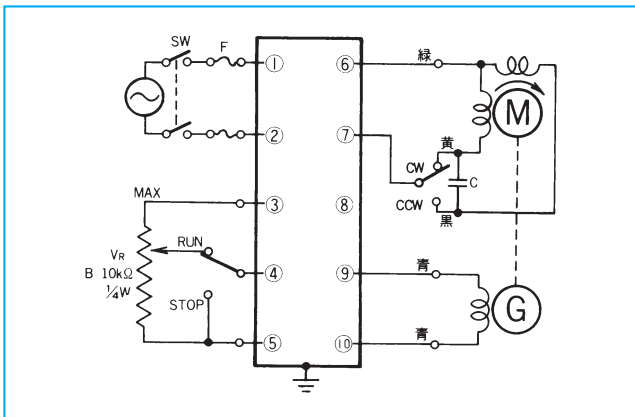 SW
F
①
②
MAX
③
VR
B 10kΩ
¼W
RUN
④
STOP
⑤
⑥
緑
⑦
黄
CW
C
CCW
黒
⑧
M
⑨
青
G
⑩
青